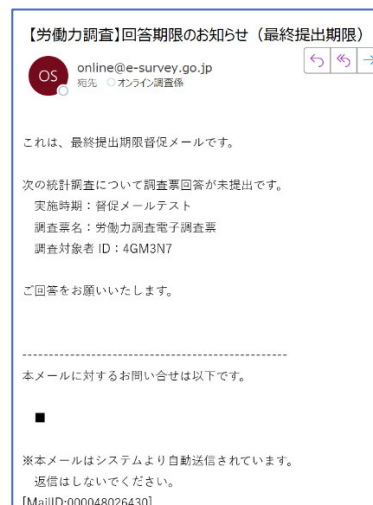 【労働力調査】回答期限のお知らせ（最終提出期限）
OS
online@e-survey.go.jp
宛先 ○オンライン調査係
これは、最終提出期限督促メールです。
次の統計調査について調査票回答が未提出です。
実施時期：督促メールテスト
調査票名：労働力調査電子調査票
調査対象者 ID：4GM3N7
ご回答をお願いいたします。
--------------------------------------------------
本メールに対するお問い合せは以下です。
■
※本メールはシステムより自動送信されています。
返信はしないでください。
[MailID:000048026430]